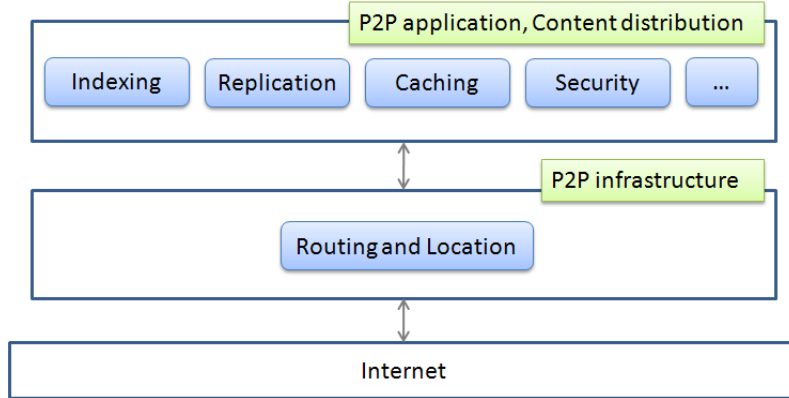 P2P application, Content distribution
Indexing
Replication
Caching
Security
...
P2P infrastructure
Routing and Location
Internet